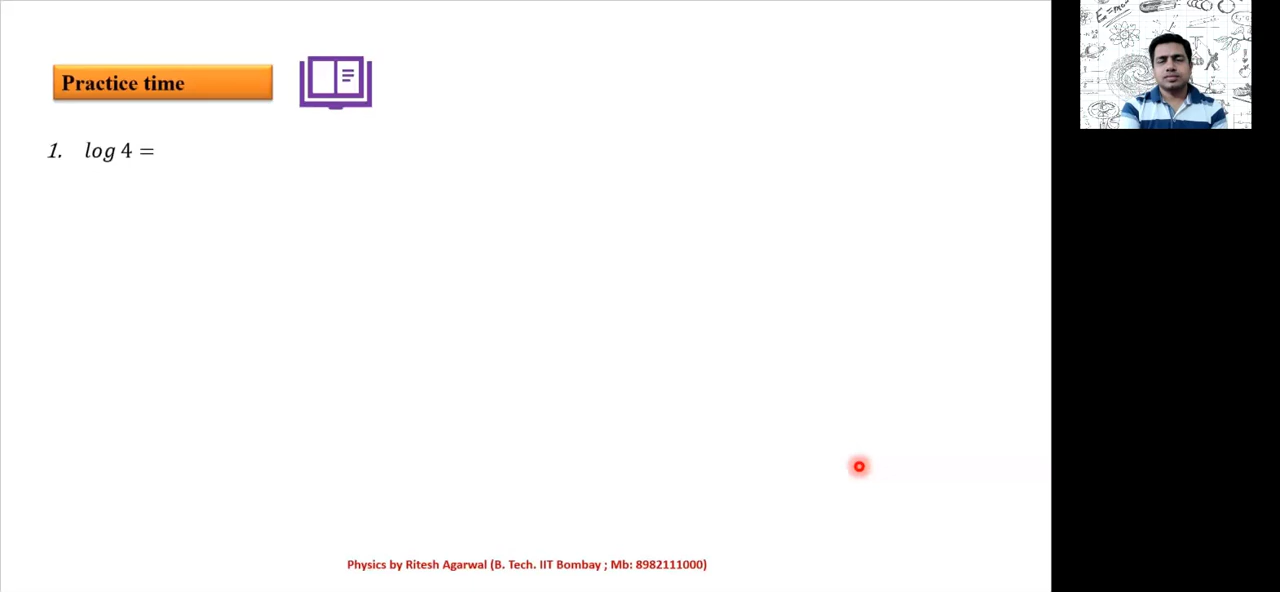 Practice time
1. log 4 =
Physics by Ritesh Agarwal (B. Tech. IIT Bombay ; Mb: 8982111000)